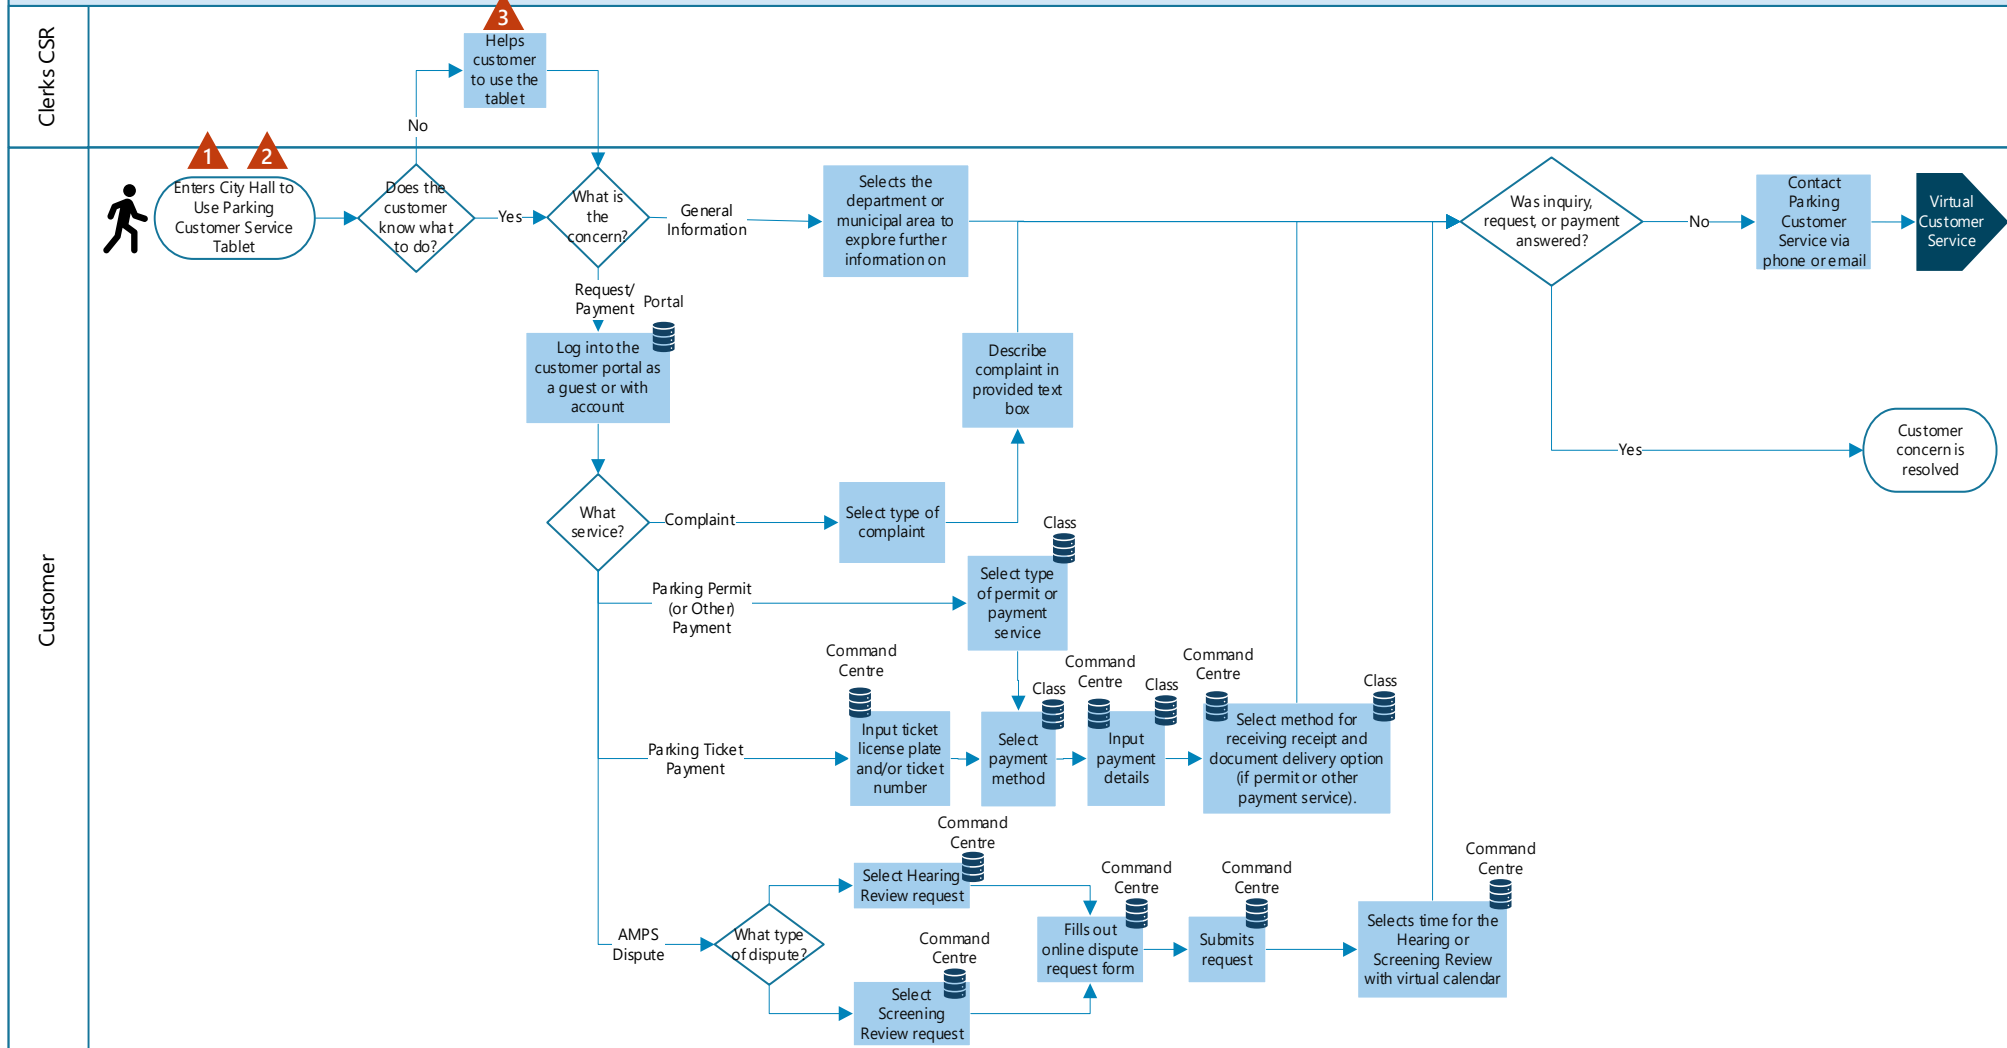 Clerks CSR
3
Helps
customer
to use the
tablet
No
Customer
1
2
Enters City Hall to
Use Parking
Customer Service
Tablet
Does the
customer
know what
to do?
Yes
What is
the
concern?
General
Information
Selects the
department or
municipal area to
explore further
information on
Was inquiry,
request, or payment
answered?
No
Contact
Parking
Customer
Service via
phone or email
Virtual
Customer
Service
Yes
Customer
concern is
resolved
Request/
Payment
Portal
Log into the
customer portal as
a guest or with
account
Describe
complaint in
provided text
box
What
service?
Complaint
Select type of
complaint
Class
Parking Permit
(or Other)
Payment
Select type
of permit or
payment
service
Command
Centre
Parking Ticket
Payment
Input ticket
license plate
and/or ticket
number
Class
Select
payment
method
Command
Centre
Class
Input
payment
details
Command
Centre
Class
Select method for
receiving receipt and
document delivery option
(if permit or other
payment service).
AMPS
Dispute
What type
of dispute?
Command
Centre
Select Hearing
Review request
Command
Centre
Select
Screening
Review request
Command
Centre
Fills out
online dispute
request form
Command
Centre
Submits
request
Command
Centre
Selects time for the
Hearing or
Screening Review
with virtual calendar